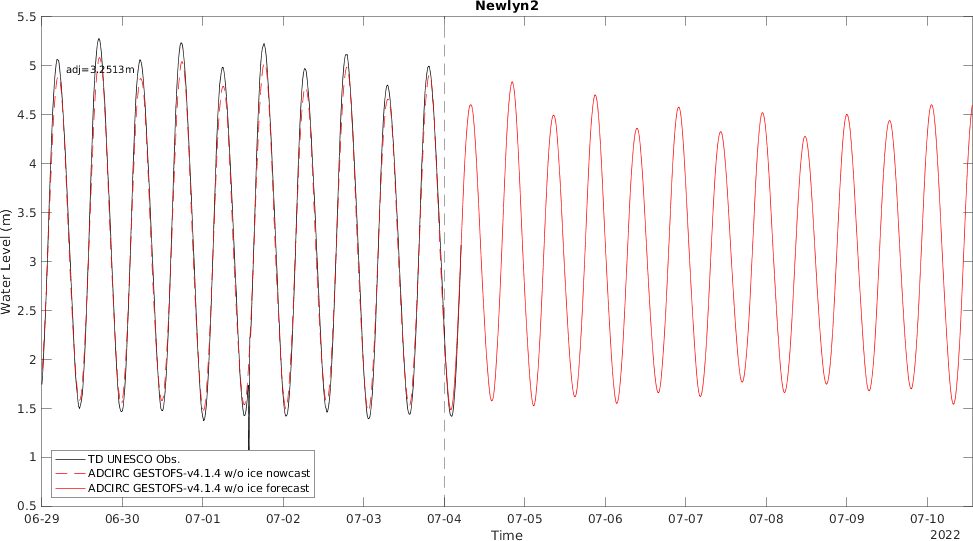 Newlyn2
5.5
5
4.5
4
3.5
3
2.5
2
1.5
1
0.5
Water Level (m)
adj=3.2513m
TD UNESCO Obs.
ADCIRC GESTOFS-v4.1.4 w/o ice nowcast
ADCIRC GESTOFS-v4.1.4 w/o ice forecast
06-29 06-30 07-01 07-02 07-03 07-04 07-05 07-06 07-07 07-08 07-09 07-10
Time
2022